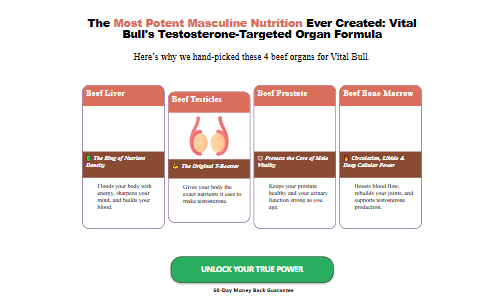 The Most Potent Masculine Nutrition Ever Created: Vital
Bull's Testosterone-Targeted Organ Formula
Here's why we hand-picked these 4 beef organs for Vital Bull.
Beef Liver
The King of Nutrient
Density
Floods your body with
energy, sharpens your
mind, and builds your
blood.
Beef Testicles
The Original T-Booster
Gives your body the
exact nutrients it uses to
make testosterone.
Beef Prostate
Protects the Core of Male
Vitality
Keeps your prostate
healthy and your urinary
function strong as you
age.
Beef Bone Marrow
Circulation, Libido &
Deep Cellular Power
Boosts blood flow,
rebuilds your joints, and
supports testosterone
production.
UNLOCK YOUR TRUE POWER
60-Day Money Back Guarantee